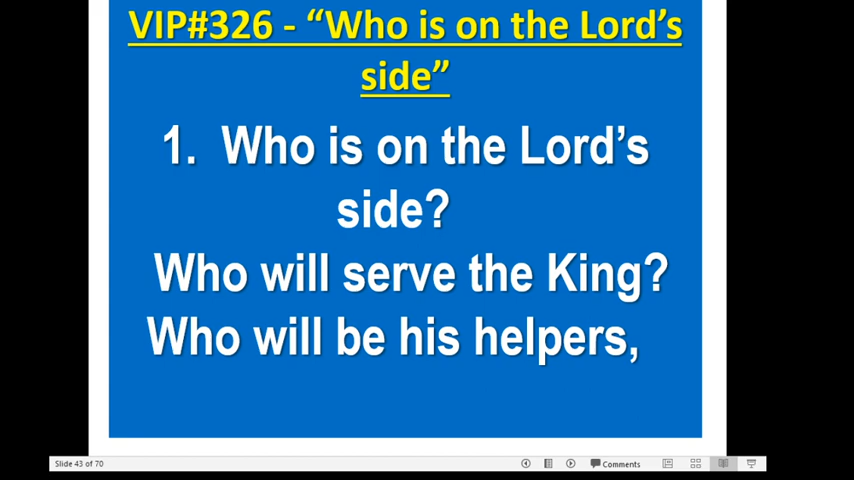 VIP#326 - “Who is on the Lord’s
side”
1. Who is on the Lord’s
side?
Who will serve the King?
Who will be his helpers,
Slide 43 of 70
Comments